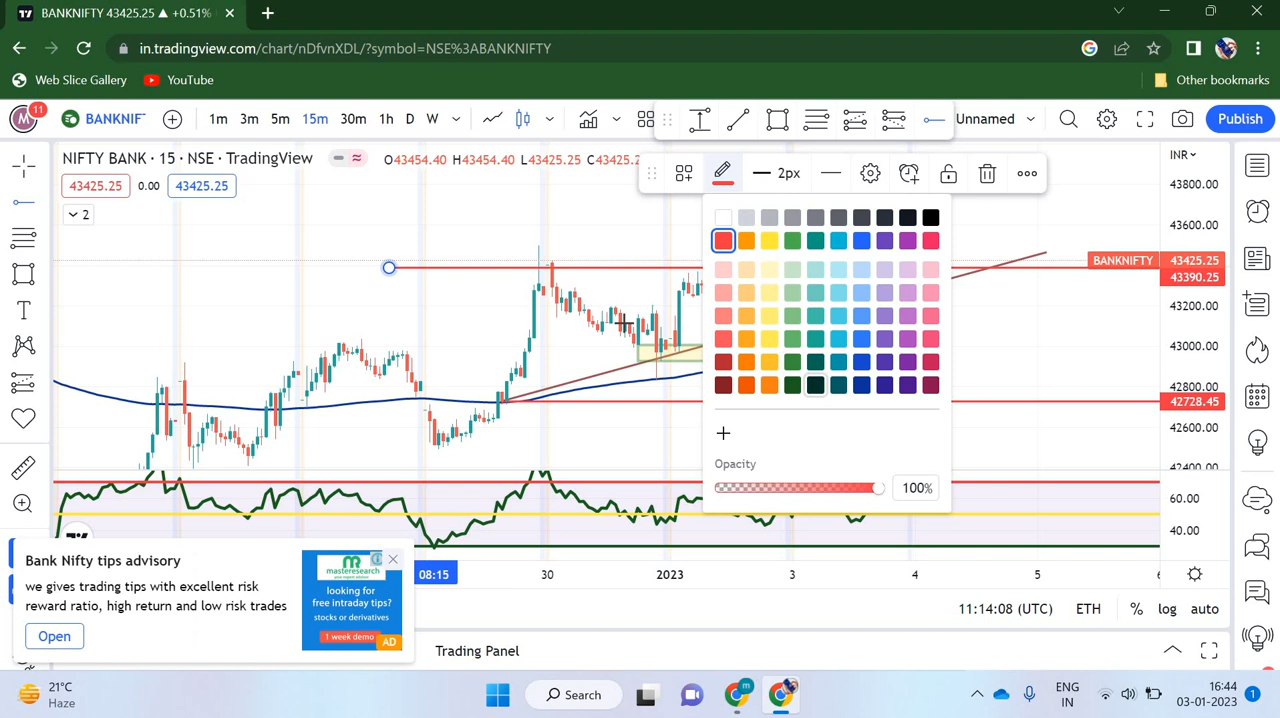 BANKNIFTY 43425.25 ▲ +0.51%
in.tradingview.com/chart/nDfvnXDL/?symbol=NSE%3ABANKNIFTY
Web Slice Gallery YouTube Other bookmarks
M 11 BANKNIF 1m 3m 5m 15m 30m 1h D W Unnamed Publish
NIFTY BANK · 15 · NSE · TradingView O43454.40 H43454.40 L43425.25 C43425.2 INR
43425.25 0.00 43425.25 2px
2
43800.00
43600.00
BANKNIFTY 43425.25
43390.25
43200.00
43000.00
42800.00
42728.45
42600.00
42400.00
Opacity
100%
60.00
40.00
08:15 30 2023 3 4 5 6
11:14:08 (UTC) ETH % log auto
Bank Nifty tips advisory
we gives trading tips with excellent risk
reward ratio, high return and low risk trades
Open
masteresearch
looking for
free intraday tips?
stocks or derivatives
1 week demo
AD
Trading Panel
21°C
Haze
Search
m
ENG
IN
16:44
03-01-2023
1